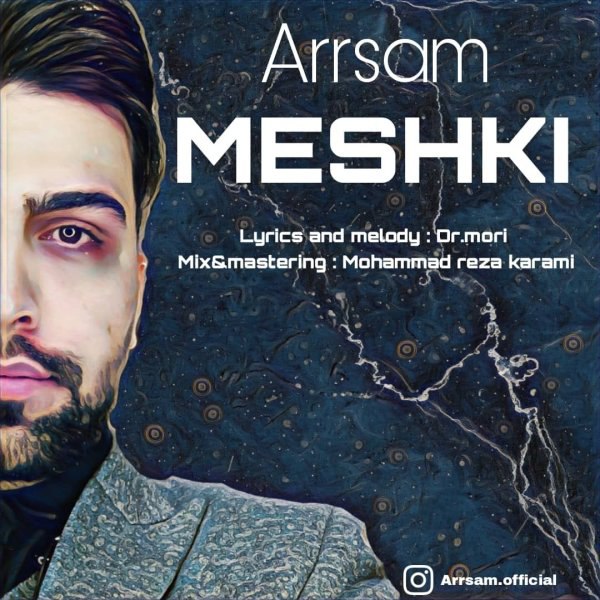 Arrsam
MESHKI
Lyrics and melody : Dr.mori
Mix&mastering : Mohammad reza karami
Arrsam.official